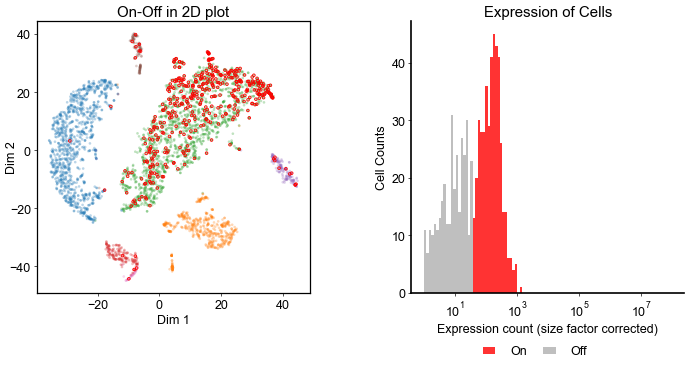 On-Off in 2D plot
Expression of Cells
Dim 2
40
20
0
−20
−40
−20
0
20
40
Dim 1
Cell Counts
40
30
20
10
0
10^1
10^3
10^5
10^7
Expression count (size factor corrected)
On
Off